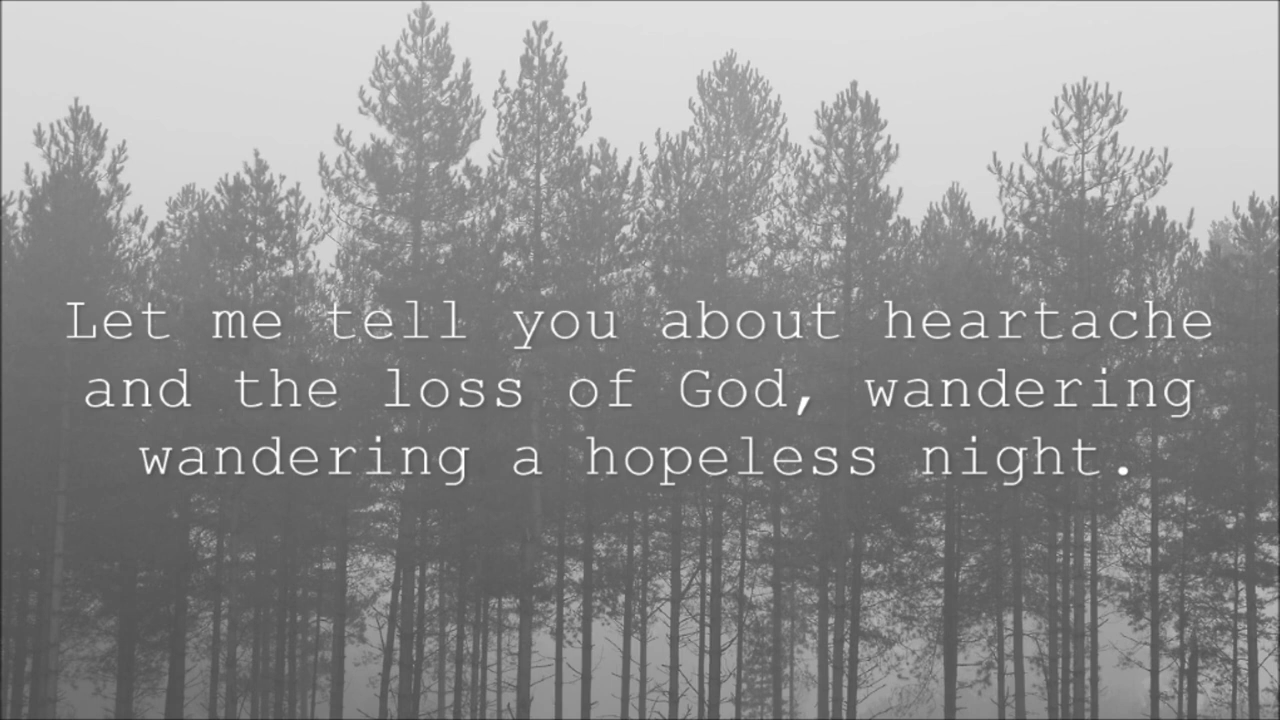 Let me tell you about heartache
and the loss of God, wandering
wandering a hopeless night.